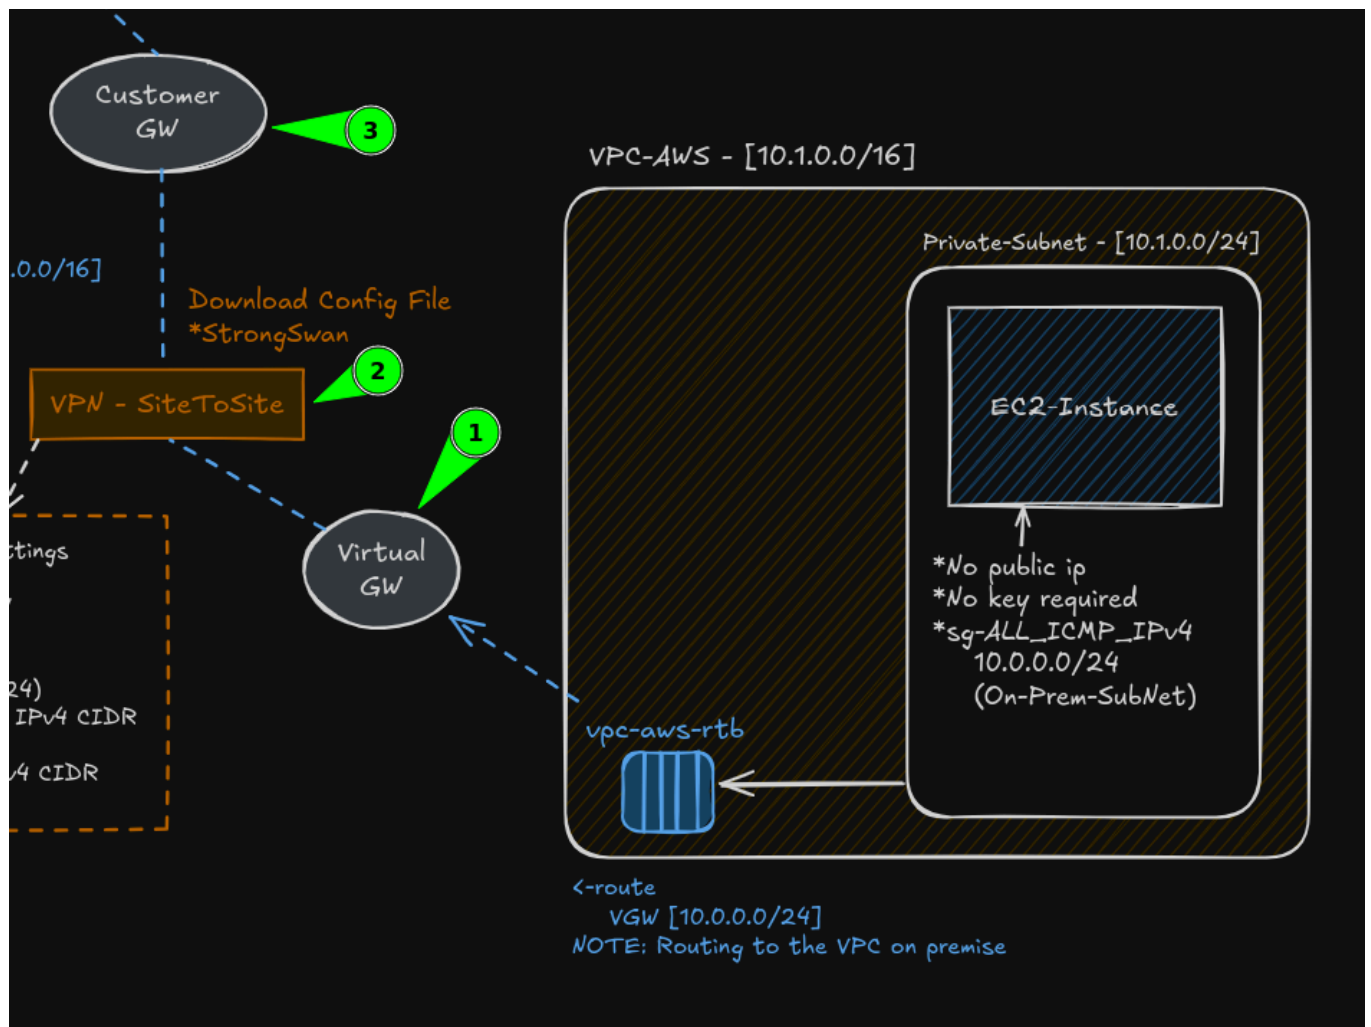 Customer
GW
3
VPC-AWS - [10.1.0.0/16]
Private-Subnet - [10.1.0.0/24]
.0.0/16]
Download Config File
*StrongSwan
2
VPN - SiteToSite
1
EC2-Instance
Virtual
GW
ttings
*No public ip
*No key required
*sg-ALL_ICMP_IPv4
10.0.0.0/24
(On-Prem-SubNet)
24)
IPv4 CIDR
v4 CIDR
vpc-aws-rtb
<-route
VGW [10.0.0.0/24]
NOTE: Routing to the VPC on premise